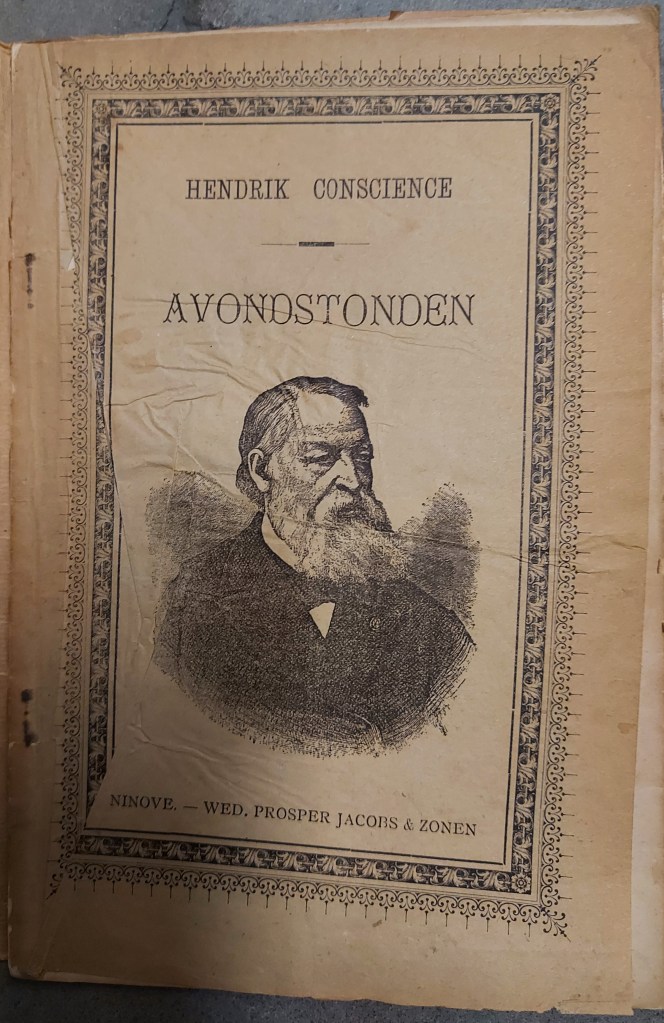 HENDRIK CONSCIENCE
AVONDSTONDEN
NINOVE. — WED. PROSPER JACOBS & ZONEN